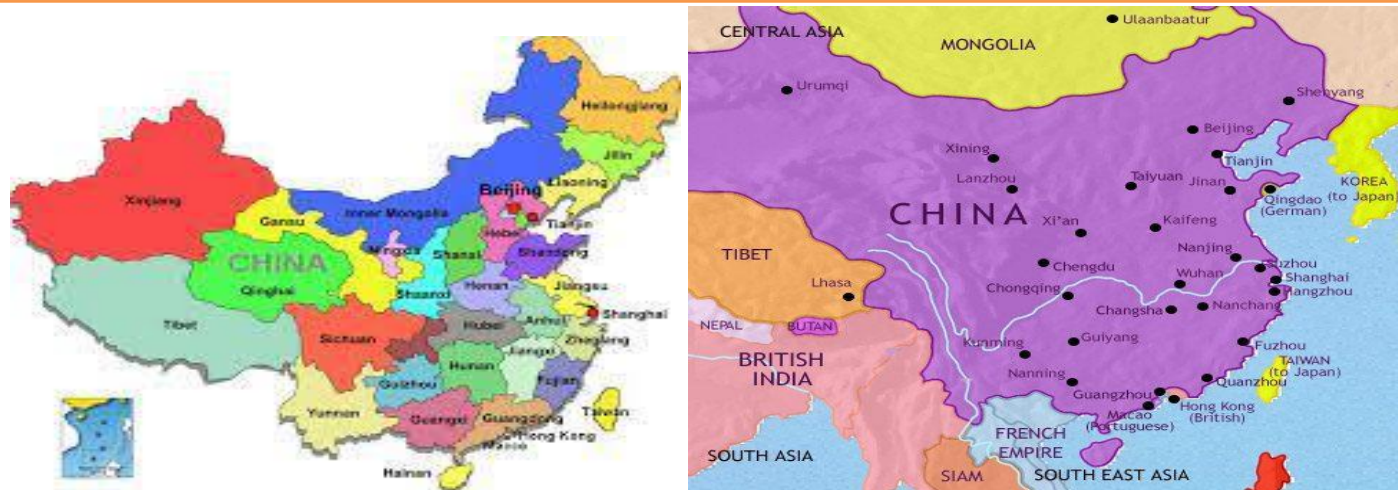 Heilongjiang
Jilin
Liaoning
Xinjiang
Beijing
Gansu
Inner Mongolia
Tianjin
Hebei
Ningxia
Shanxi
Shandong
CHINA
Qinghai
Shaanxi
Henan
Jiangsu
Tibet
Shanghai
Sichuan
Hubei
Anhui
Zhegiang
Hunan
Jiangxi
Guizhou
Fujian
Yunnan
Guangxi
Guangdong
Taiwan
Hong Kong
Macao
Hainan
CENTRAL ASIA
MONGOLIA
Ulaanbaatur
Urumqi
Shenyang
Beijing
Xining
Tianjin
Lanzhou
Taiyuan
Jinan
KOREA
(to Japan)
Qingdao
(German)
CHINA
Xi'an
Kaifeng
Nanjing
TIBET
Chengdu
Suzhou
Wuhan
Shanghai
Lhasa
Chongqing
Hangzhou
Changsha
Nanchang
NEPAL
BUTAN
Kunming
Guiyang
Fuzhou
BRITISH
INDIA
TAIWAN
(to Japan)
Nanning
Quanzhou
Guangzhou
Macao
(Portuguese)
Hong Kong
(British)
FRENCH
EMPIRE
SOUTH ASIA
SIAM
SOUTH EAST ASIA